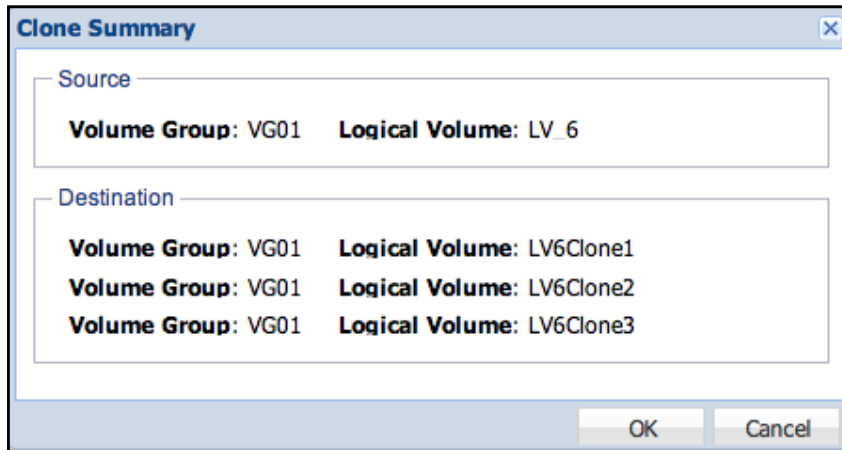 Clone Summary
Source
Volume Group: VG01 Logical Volume: LV_6
Destination
Volume Group: VG01 Logical Volume: LV6Clone1
Volume Group: VG01 Logical Volume: LV6Clone2
Volume Group: VG01 Logical Volume: LV6Clone3
OK Cancel